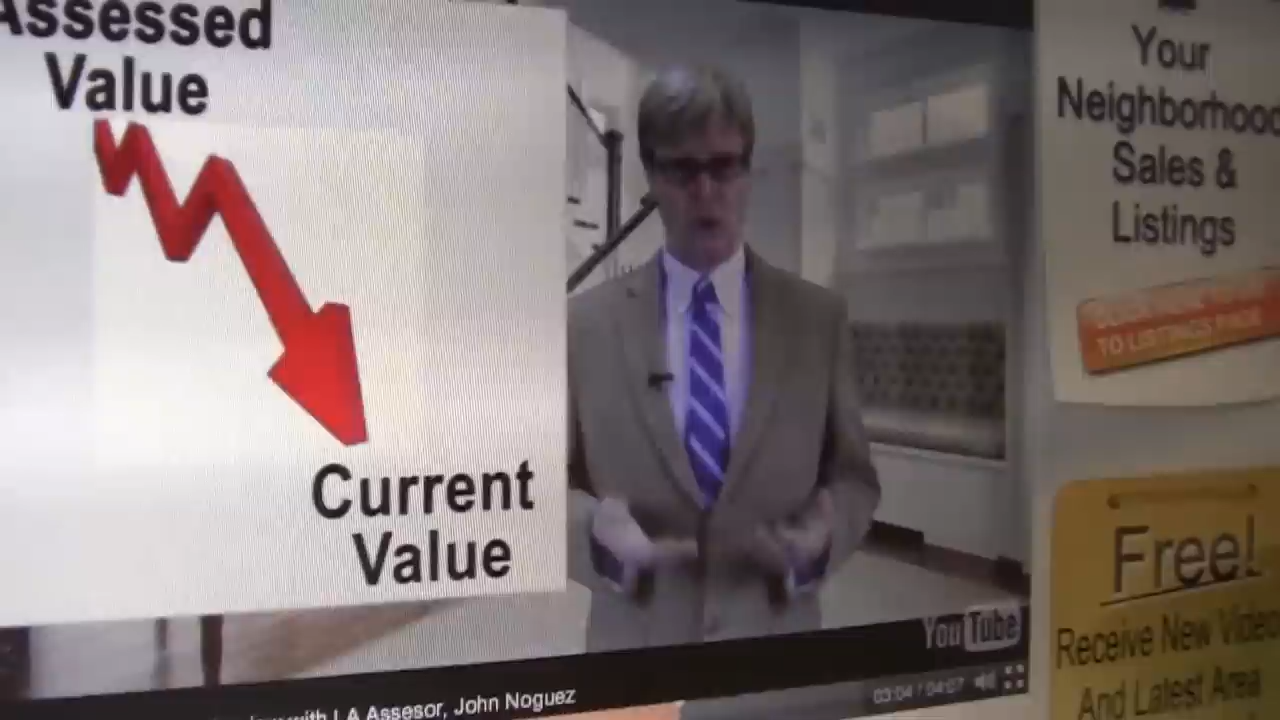 Assessed
Value
Current
Value
Your
Neighborhood
Sales &
Listings
TO LISTINGS PAGE
Free!
Receive New Video
And Latest Area
YouTube
03:04 / 04:07
with LA Assesor, John Noguez